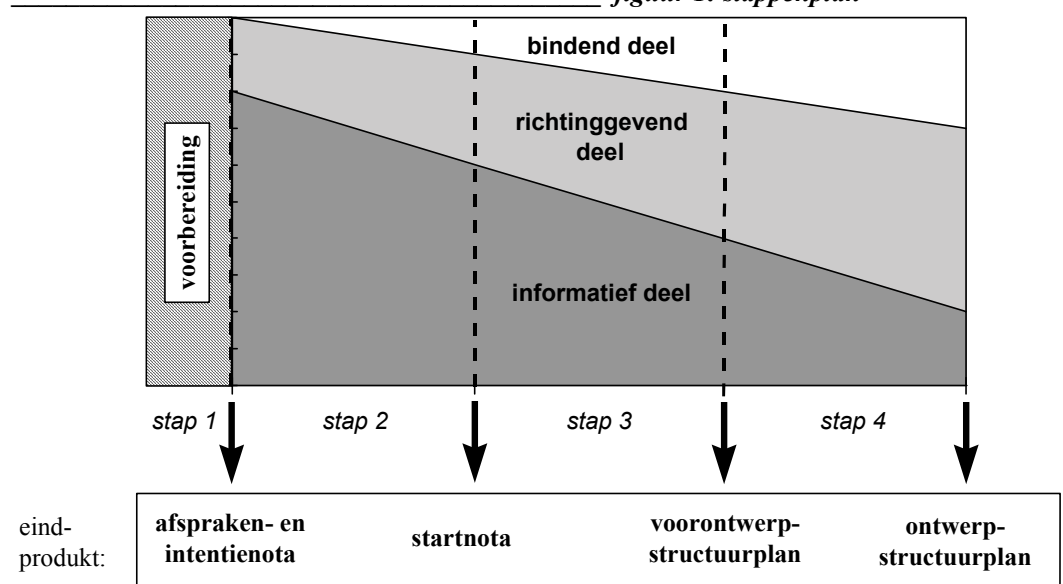 figuur 1: stappenplan
bindend deel
richtinggevend
deel
voorbereiding
informatief deel
stap 1
stap 2
stap 3
stap 4
eind-
produkt:
afspraken- en
intentienota
startnota
voorontwerp-
structuurplan
ontwerp-
structuurplan